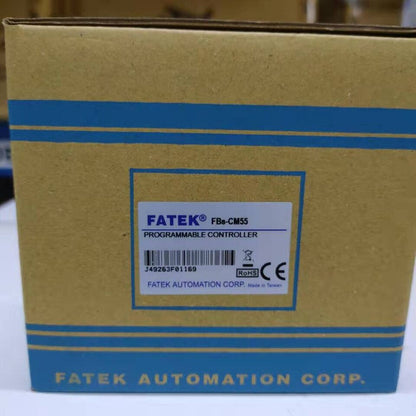 FATEK® FBs-CM55
PROGRAMMABLE CONTROLLER
J49263F01169
RoHS CE
FATEK AUTOMATION CORP. Made in Taiwan
FATEK AUTOMATION CORP.